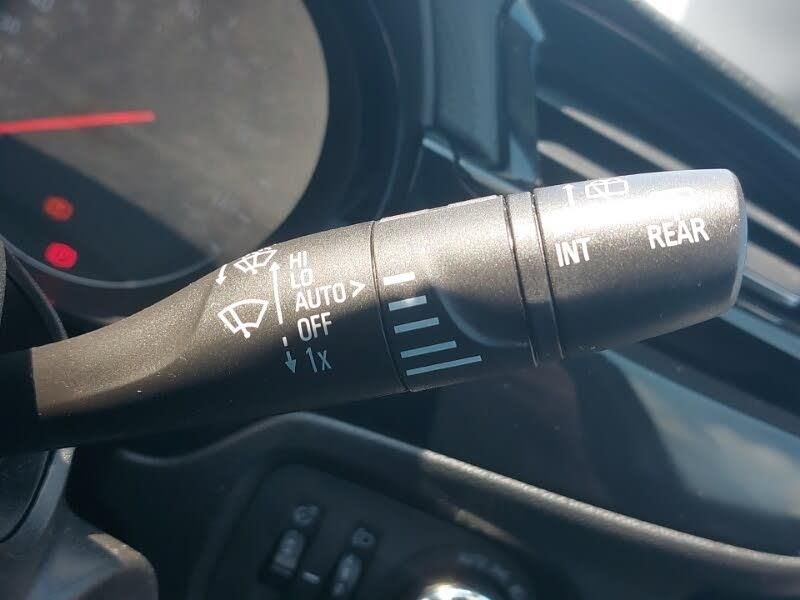 HI
LO
AUTO >
OFF
1x
INT
REAR